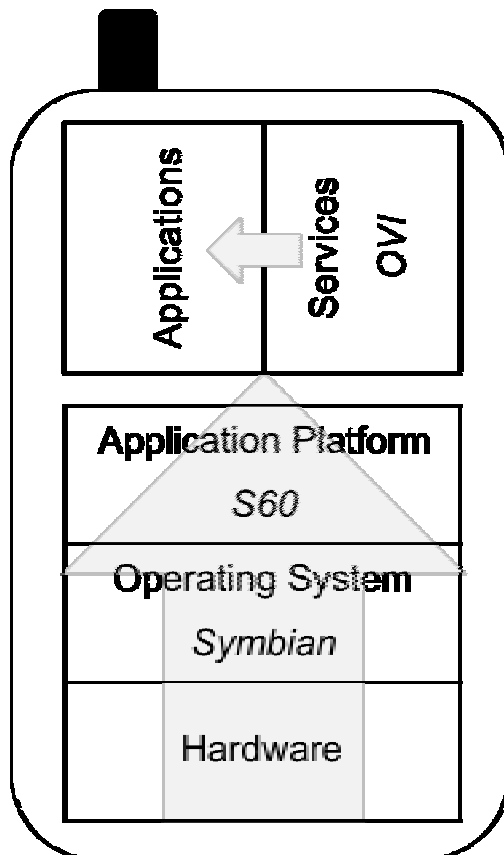 Applications
Services
OVI
Application Platform
S60
Operating System
Symbian
Hardware